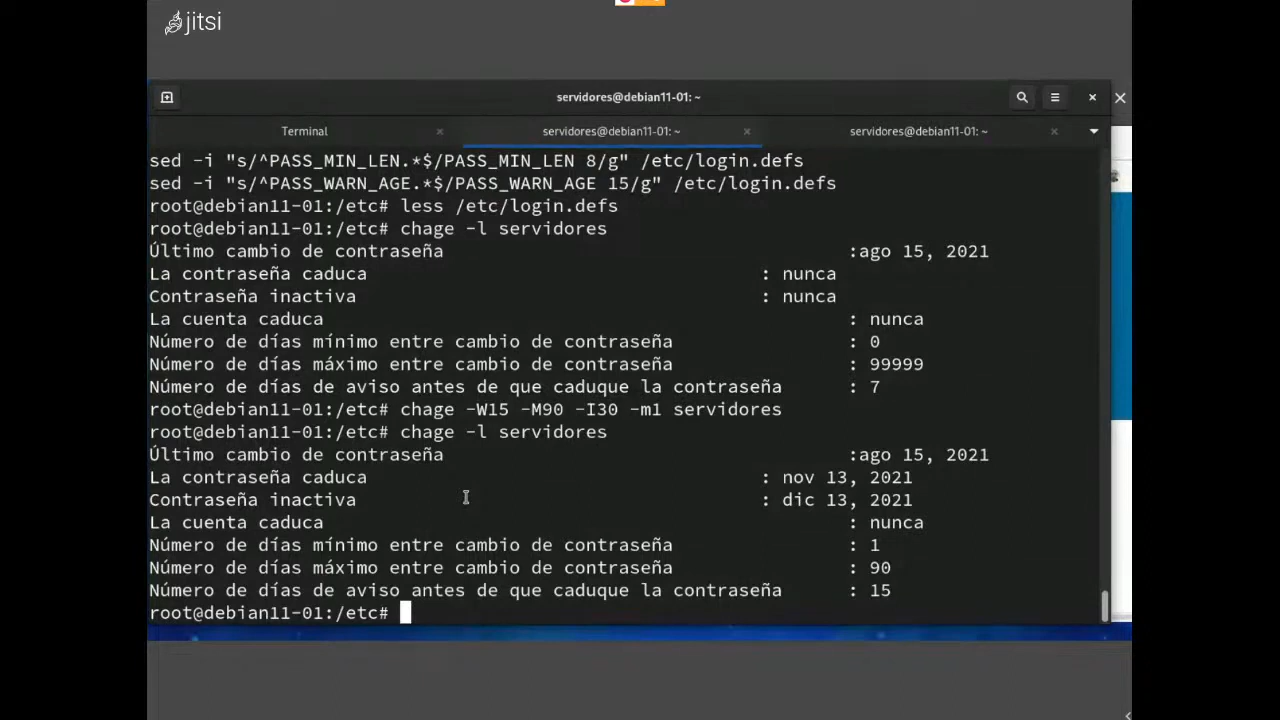 jitsi
servidores@debian11-01: ~
Terminal
servidores@debian11-01: ~
servidores@debian11-01: ~
sed -i "s/^PASS_MIN_LEN.*$/PASS_MIN_LEN 8/g" /etc/login.defs
sed -i "s/^PASS_WARN_AGE.*$/PASS_WARN_AGE 15/g" /etc/login.defs
root@debian11-01:/etc# less /etc/login.defs
root@debian11-01:/etc# chage -l servidores
Último cambio de contraseña :ago 15, 2021
La contraseña caduca : nunca
Contraseña inactiva : nunca
La cuenta caduca : nunca
Número de días mínimo entre cambio de contraseña : 0
Número de días máximo entre cambio de contraseña : 99999
Número de días de aviso antes de que caduque la contraseña : 7
root@debian11-01:/etc# chage -W15 -M90 -I30 -m1 servidores
root@debian11-01:/etc# chage -l servidores
Último cambio de contraseña :ago 15, 2021
La contraseña caduca : nov 13, 2021
Contraseña inactiva : dic 13, 2021
La cuenta caduca : nunca
Número de días mínimo entre cambio de contraseña : 1
Número de días máximo entre cambio de contraseña : 90
Número de días de aviso antes de que caduque la contraseña : 15
root@debian11-01:/etc#